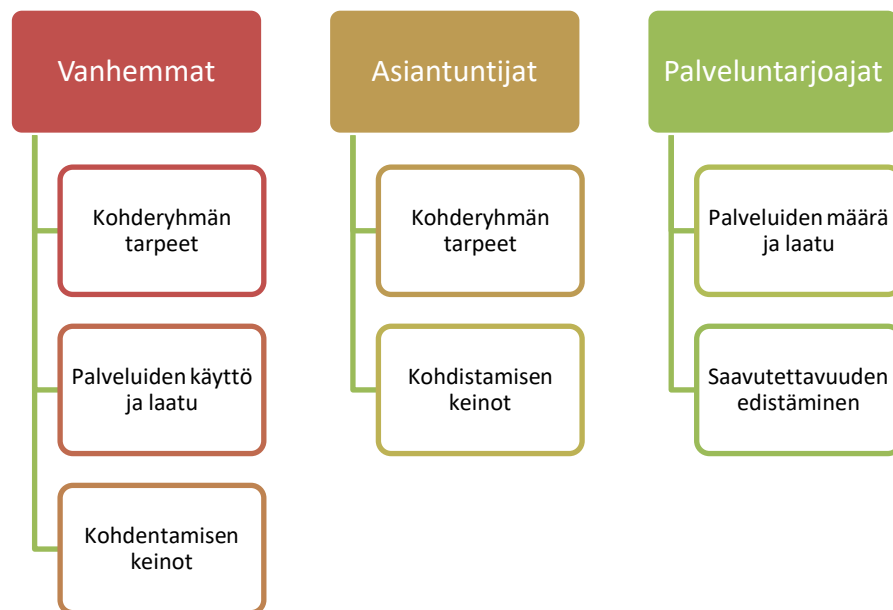 Vanhemmat
Kohderyhmän
tarpeet
Palveluiden käyttö
ja laatu
Kohdentamisen
keinot
Asiantuntijat
Kohderyhmän
tarpeet
Kohdistamisen
keinot
Palveluntarjoajat
Palveluiden määrä
ja laatu
Saavutettavuuden
edistäminen